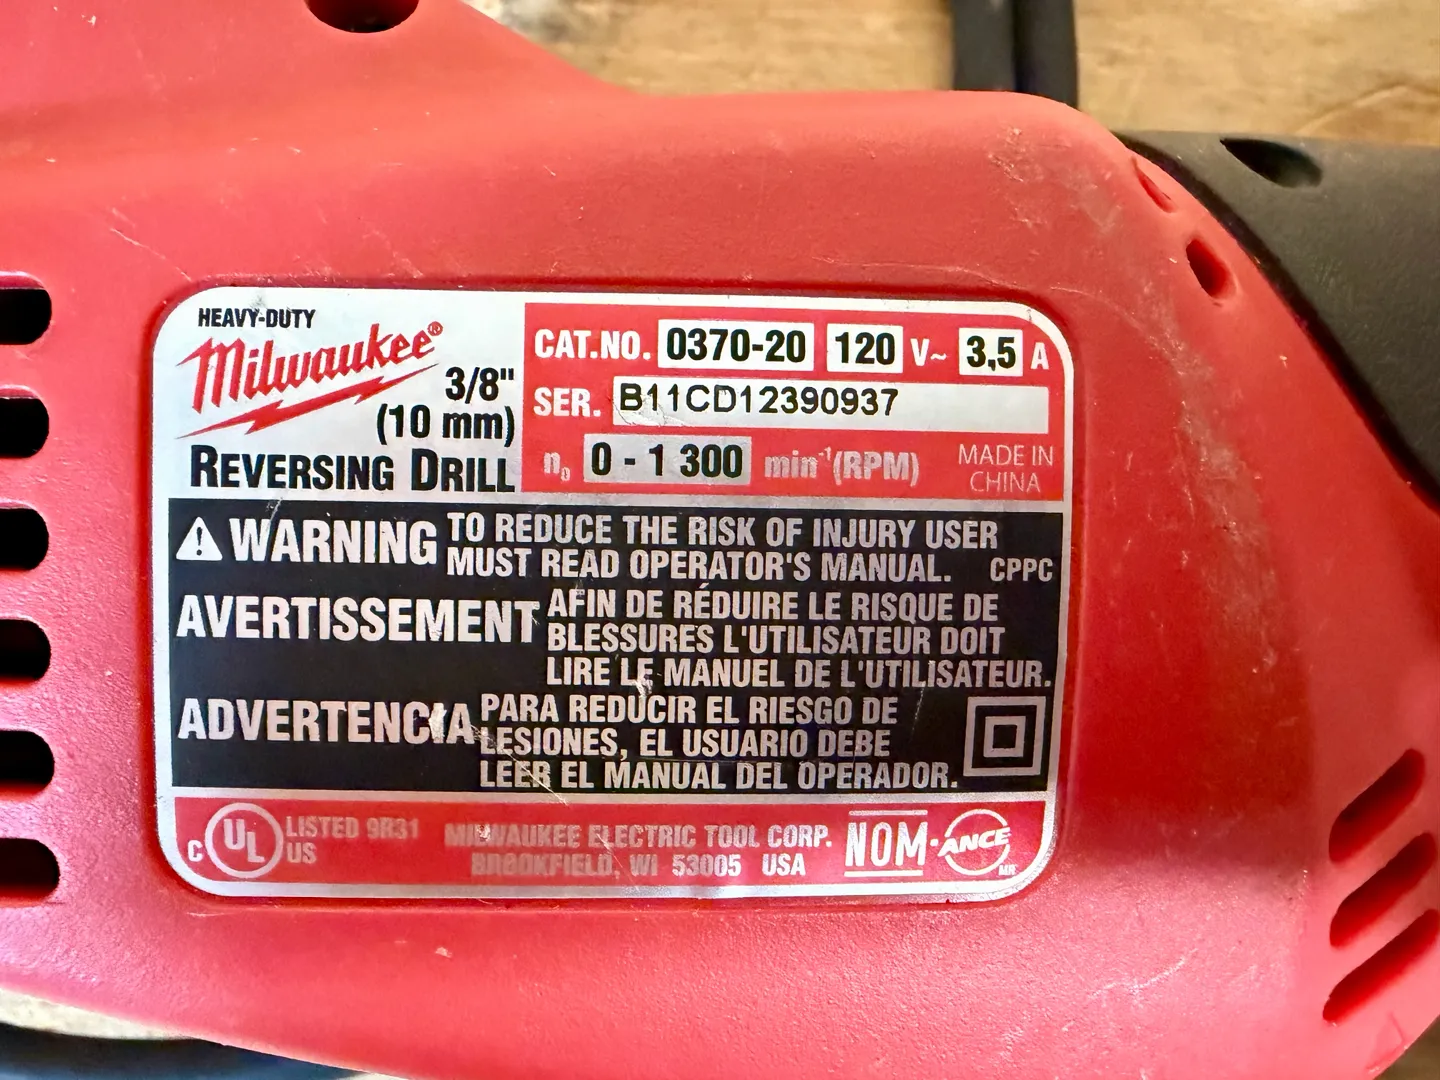 HEAVY-DUTY
Milwaukee®
3/8"
(10 mm)
REVERSING DRILL
CAT.NO. 0370-20 120 V~ 3,5 A
SER. B11CD12390937
n₀ 0 - 1 300 min⁻¹(RPM)
MADE IN
CHINA
⚠ WARNING TO REDUCE THE RISK OF INJURY USER
MUST READ OPERATOR'S MANUAL. CPPC
AVERTISSEMENT AFIN DE RÉDUIRE LE RISQUE DE
BLESSURES L'UTILISATEUR DOIT
LIRE LE MANUEL DE L'UTILISATEUR.
ADVERTENCIA PARA REDUCIR EL RIESGO DE
LESIONES, EL USUARIO DEBE
LEER EL MANUAL DEL OPERADOR.
C UL US LISTED 9R31
MILWAUKEE ELECTRIC TOOL CORP.
BROOKFIELD, WI 53005 USA
NOM-ANCE
MR